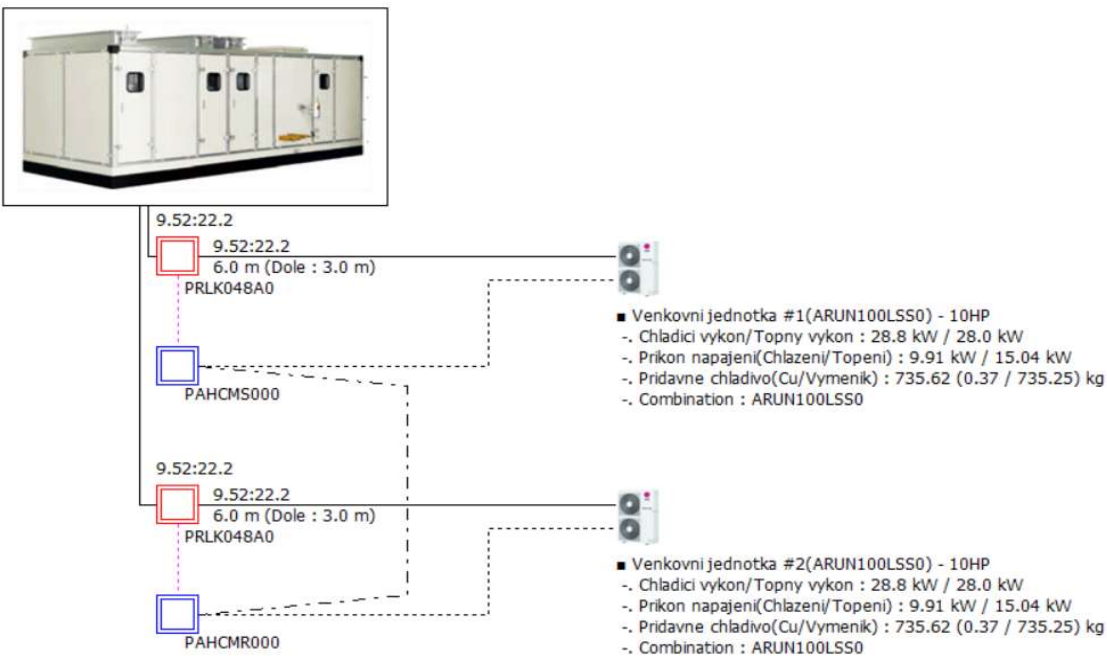 9.52:22.2
9.52:22.2
6.0 m (Dole : 3.0 m)
PRLK048A0
PAHCMS000
■ Venkovni jednotka #1(ARUN100LSS0) - 10HP
-. Chladici vykon/Topny vykon : 28.8 kW / 28.0 kW
-. Prikon napajeni(Chlazeni/Topeni) : 9.91 kW / 15.04 kW
-. Pridavne chladivo(Cu/Vymenik) : 735.62 (0.37 / 735.25) kg
-. Combination : ARUN100LSS0
9.52:22.2
9.52:22.2
6.0 m (Dole : 3.0 m)
PRLK048A0
PAHCMR000
■ Venkovni jednotka #2(ARUN100LSS0) - 10HP
-. Chladici vykon/Topny vykon : 28.8 kW / 28.0 kW
-. Prikon napajeni(Chlazeni/Topeni) : 9.91 kW / 15.04 kW
-. Pridavne chladivo(Cu/Vymenik) : 735.62 (0.37 / 735.25) kg
-. Combination : ARUN100LSS0